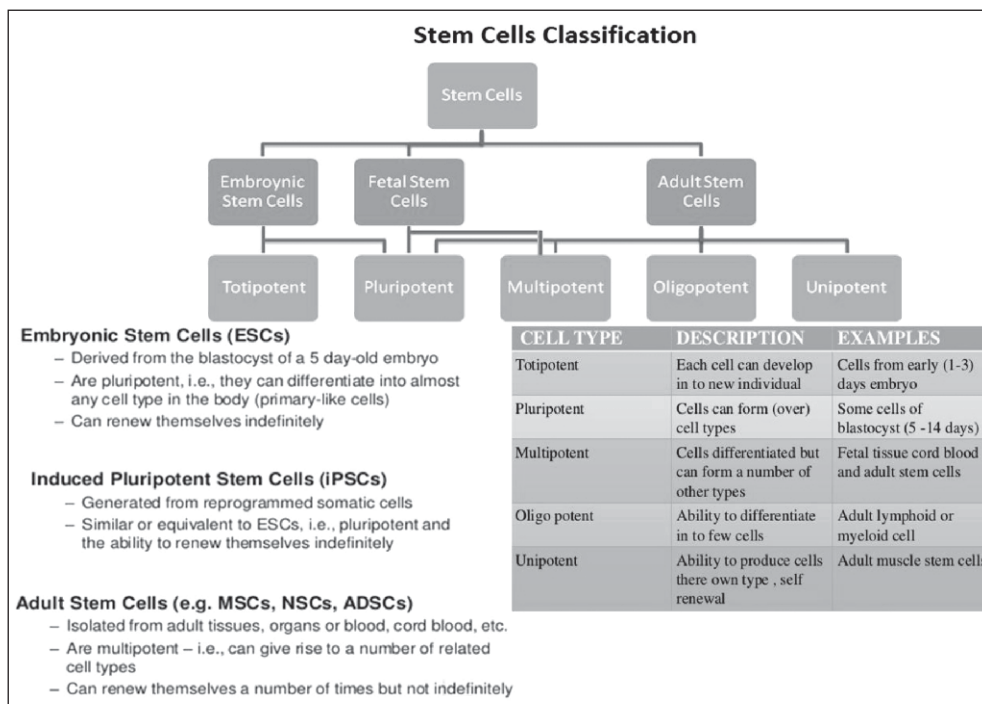 Stem Cells Classification
Stem Cells
Embroynic
Stem Cells
Fetal Stem
Cells
Adult Stem
Cells
Totipotent
Pluripotent
Multipotent
Oligopotent
Unipotent
Embryonic Stem Cells (ESCs)
– Derived from the blastocyst of a 5 day-old embryo
– Are pluripotent, i.e., they can differentiate into almost
any cell type in the body (primary-like cells)
– Can renew themselves indefinitely
Induced Pluripotent Stem Cells (iPSCs)
– Generated from reprogrammed somatic cells
– Similar or equivalent to ESCs, i.e., pluripotent and
the ability to renew themselves indefinitely
Adult Stem Cells (e.g. MSCs, NSCs, ADSCs)
– Isolated from adult tissues, organs or blood, cord blood, etc.
– Are multipotent – i.e., can give rise to a number of related
cell types
– Can renew themselves a number of times but not indefinitely
CELL TYPE DESCRIPTION EXAMPLES
Totipotent Each cell can develop Cells from early (1-3)
in to new individual days embryo
Pluripotent Cells can form (over) Some cells of
cell types blastocyst (5 -14 days)
Multipotent Cells differentiated but Fetal tissue cord blood
can form a number of and adult stem cells
other types
Oligo potent Ability to differentiate Adult lymphoid or
in to few cells myeloid cell
Unipotent Ability to produce cells Adult muscle stem cells
there own type , self
renewal